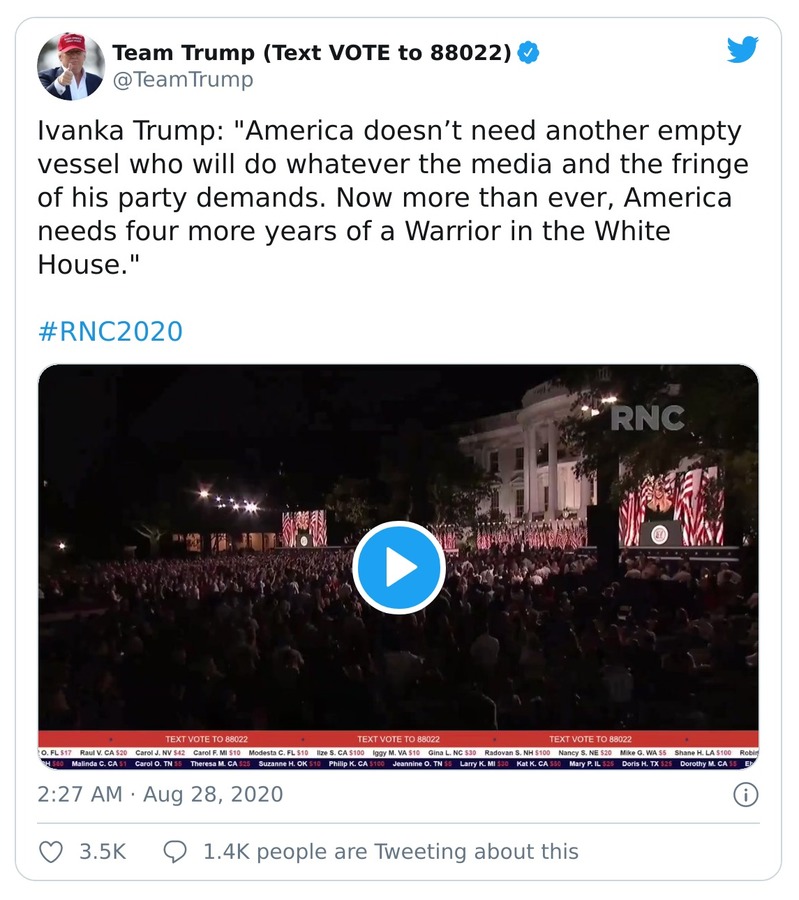 Team Trump (Text VOTE to 88022)
@TeamTrump
Ivanka Trump: "America doesn’t need another empty
vessel who will do whatever the media and the fringe
of his party demands. Now more than ever, America
needs four more years of a Warrior in the White
House."
#RNC2020
RNC
TEXT VOTE to 88022 TEXT VOTE to 88022 TEXT VOTE to 88022
O. FL $17 Raul V. CA $20 Carol J. NV $42 Carol F. MI $10 Modesta C. FL $10 Ilze S. CA $100 Iggy M. VA $10 Gina L. NC $30 Radovan S. NH $100 Nancy S. NE $20 Mike G. WA $5 Shane H. LA $100 Robin
Malinda C. CA $1 Carol O. TN $5 Theresa M. CA $25 Suzanne H. OK $10 Philip K. CA $100 Jeannine O. TN Larry K. MI Kat K. CA Mary P. IL $25 Doris H. TX $25 Dorothy M. CA
2:27 AM · Aug 28, 2020
3.5K 1.4K people are Tweeting about this